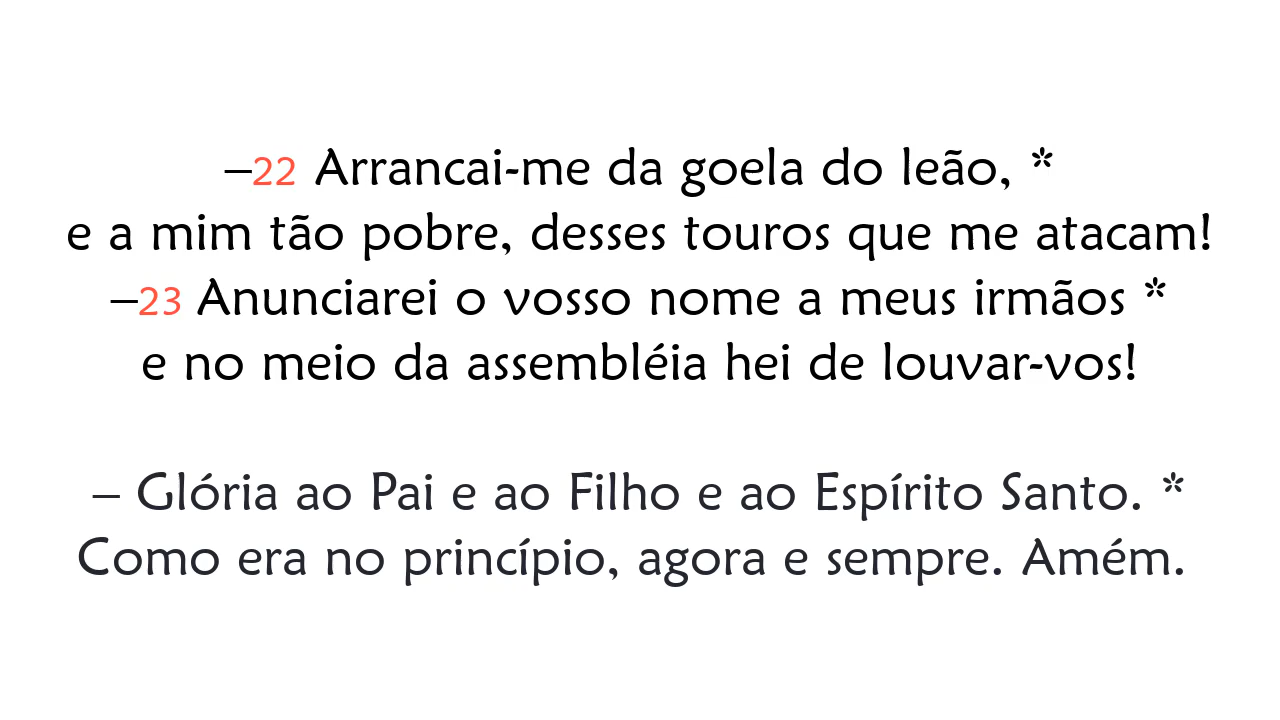 –22 Arrancai-me da goela do leão, *
e a mim tão pobre, desses touros que me atacam!
–23 Anunciarei o vosso nome a meus irmãos *
e no meio da assembléia hei de louvar-vos!
– Glória ao Pai e ao Filho e ao Espírito Santo. *
Como era no princípio, agora e sempre. Amém.